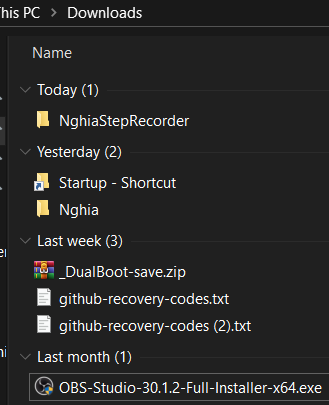 This PC > Downloads
Name
Today (1)
NghiaStepRecorder
Yesterday (2)
Startup - Shortcut
Nghia
Last week (3)
_DualBoot-save.zip
github-recovery-codes.txt
github-recovery-codes (2).txt
Last month (1)
OBS-Studio-30.1.2-Full-Installer-x64.exe